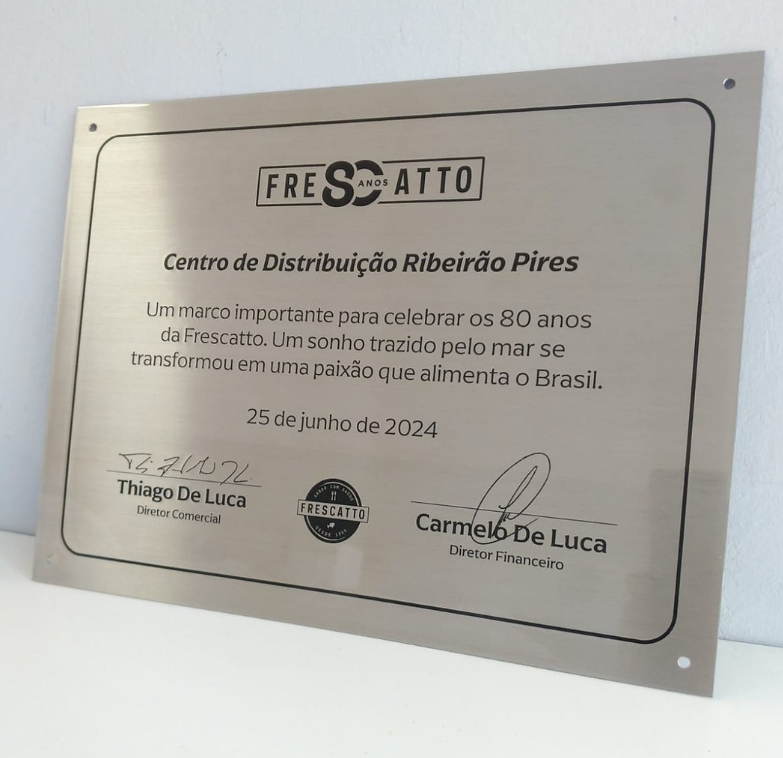 FRE80ATTO
ANOS
Centro de Distribuição Ribeirão Pires
Um marco importante para celebrar os 80 anos
da Frescatto. Um sonho trazido pelo mar se
transformou em uma paixão que alimenta o Brasil.
25 de junho de 2024
Thiago De Luca
Diretor Comercial
FRESCATTO
DESDE
Carmelo De Luca
Diretor Financeiro